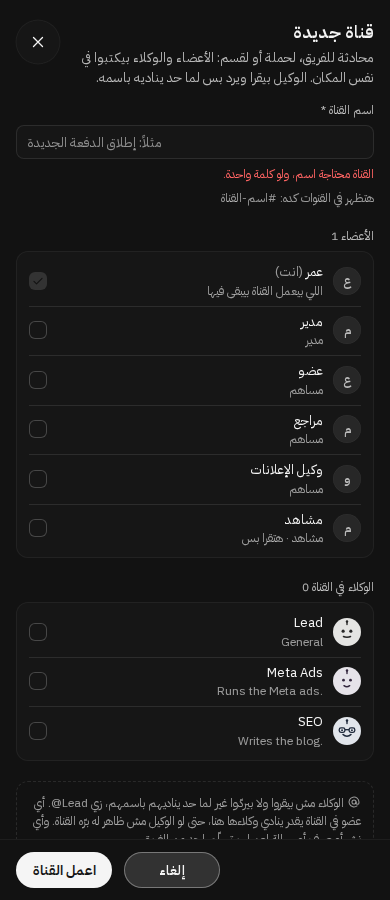 قناة جديدة
محادثة للفريق، لحملة أو لقسم: الأعضاء والوكلاء بيكتبوا في
نفس المكان. الوكيل بيقرا ويرد بس لما حد يناديه باسمه.
اسم القناة *
مثلاً: إطلاق الدفعة الجديدة
القناة محتاجة اسم، ولو كلمة واحدة.
هتظهر في القنوات كده: #اسم-القناة
الأعضاء 1
ع
عمر (انت)
اللي بيعمل القناة بيبقى فيها
م
مدير
مدير
ع
عضو
مساهم
م
مراجع
مساهم
و
وكيل الإعلانات
مساهم
م
مشاهد
مشاهد · هتقرا بس
الوكلاء في القناة 0
Lead
General
Meta Ads
Runs the Meta ads.
SEO
Writes the blog.
الوكلاء مش بيقروا ولا بيردّوا غير لما حد يناديهم باسمهم، زي @Lead. أي
عضو في القناة يقدر ينادي وكلاءها هنا، حتى لو الوكيل مش ظاهر له برّه القناة. وأي
اعمل القناة
إلغاء